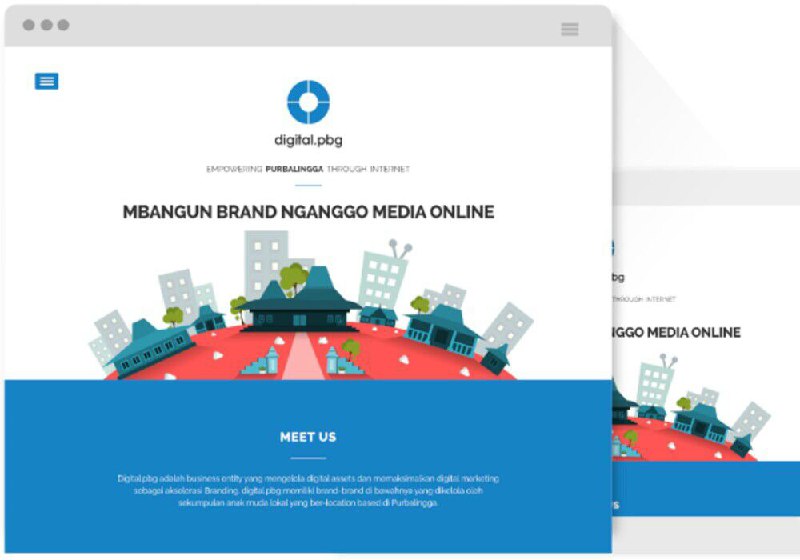 digital.pbg
EMPOWERING PURBALINGGA THROUGH INTERNET
MBANGUN BRAND NGANGGO MEDIA ONLINE
MEET US
Digital.pbg adalah business entity yang mengelola digital assets dan memaksimalkan digital marketing
sebagai akselerasi Branding. digital.pbg memiliki brand-brand di bawahnya yang dikelola oleh
sekumpulan anak muda lokal yang ber-location based di Purbalingga.
bg
THROUGH INTERNET
GGO MEDIA ONLINE
S